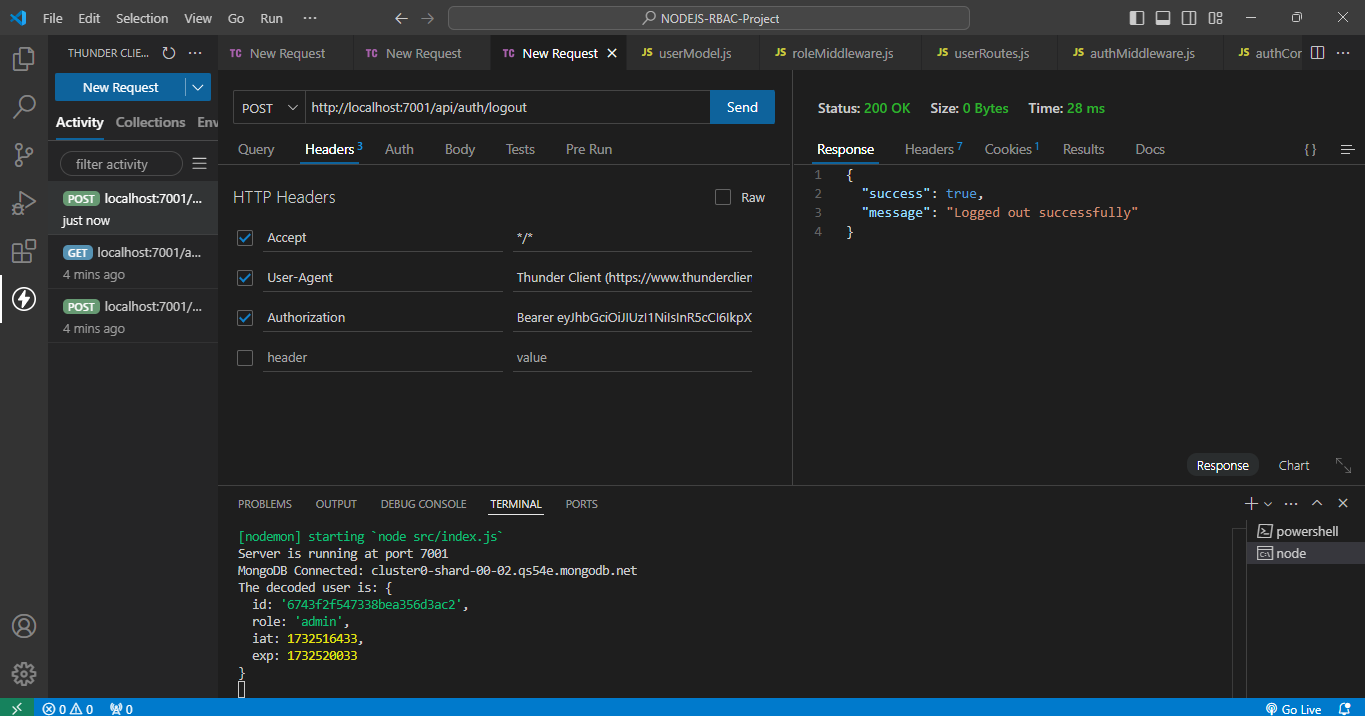 File Edit Selection View Go Run ··· NODEJS-RBAC-Project
THUNDER CLIE... ···
New Request
Activity Collections Env
filter activity
POST localhost:7001/...
just now
GET localhost:7001/a...
4 mins ago
POST localhost:7001/...
4 mins ago
TC New Request TC New Request TC New Request JS userModel.js JS roleMiddleware.js JS userRoutes.js JS authMiddleware.js JS authCor ···
POST http://localhost:7001/api/auth/logout Send
Query Headers 3 Auth Body Tests Pre Run
HTTP Headers Raw
Accept */*
User-Agent Thunder Client (https://www.thunderclien
Authorization Bearer eyJhbGciOiJIUzI1NiIsInR5cCI6IkpX
header value
Status: 200 OK Size: 0 Bytes Time: 28 ms
Response Headers 7 Cookies 1 Results Docs { }
1 {
2 "success": true,
3 "message": "Logged out successfully"
4 }
Response Chart
PROBLEMS OUTPUT DEBUG CONSOLE TERMINAL PORTS ···
[nodemon] starting `node src/index.js`
Server is running at port 7001
MongoDB Connected: cluster0-shard-00-02.qs54e.mongodb.net
The decoded user is: {
id: '6743f2f547338bea356d3ac2',
role: 'admin',
iat: 1732516433,
exp: 1732520033
}
powershell
node
0 0 0 Go Live